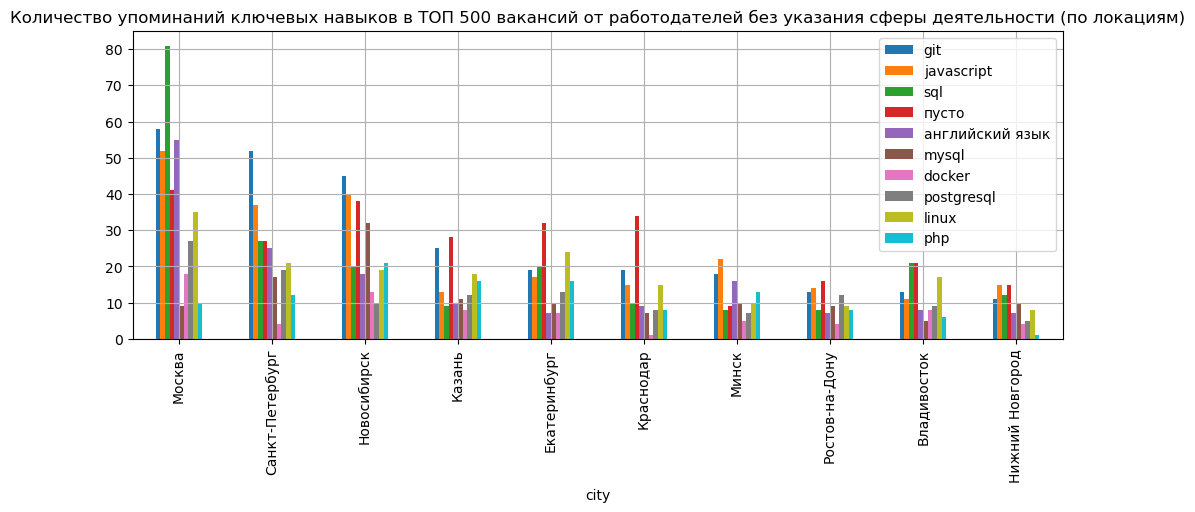 Количество упоминаний ключевых навыков в ТОП 500 вакансий от работодателей без указания сферы деятельности (по локациям)
80
70
60
50
40
30
20
10
0
git
javascript
sql
пусто
английский язык
mysql
docker
postgresql
linux
php
Москва
Санкт-Петербург
Новосибирск
Казань
Екатеринбург
Краснодар
Минск
Ростов-на-Дону
Владивосток
Нижний Новгород
city